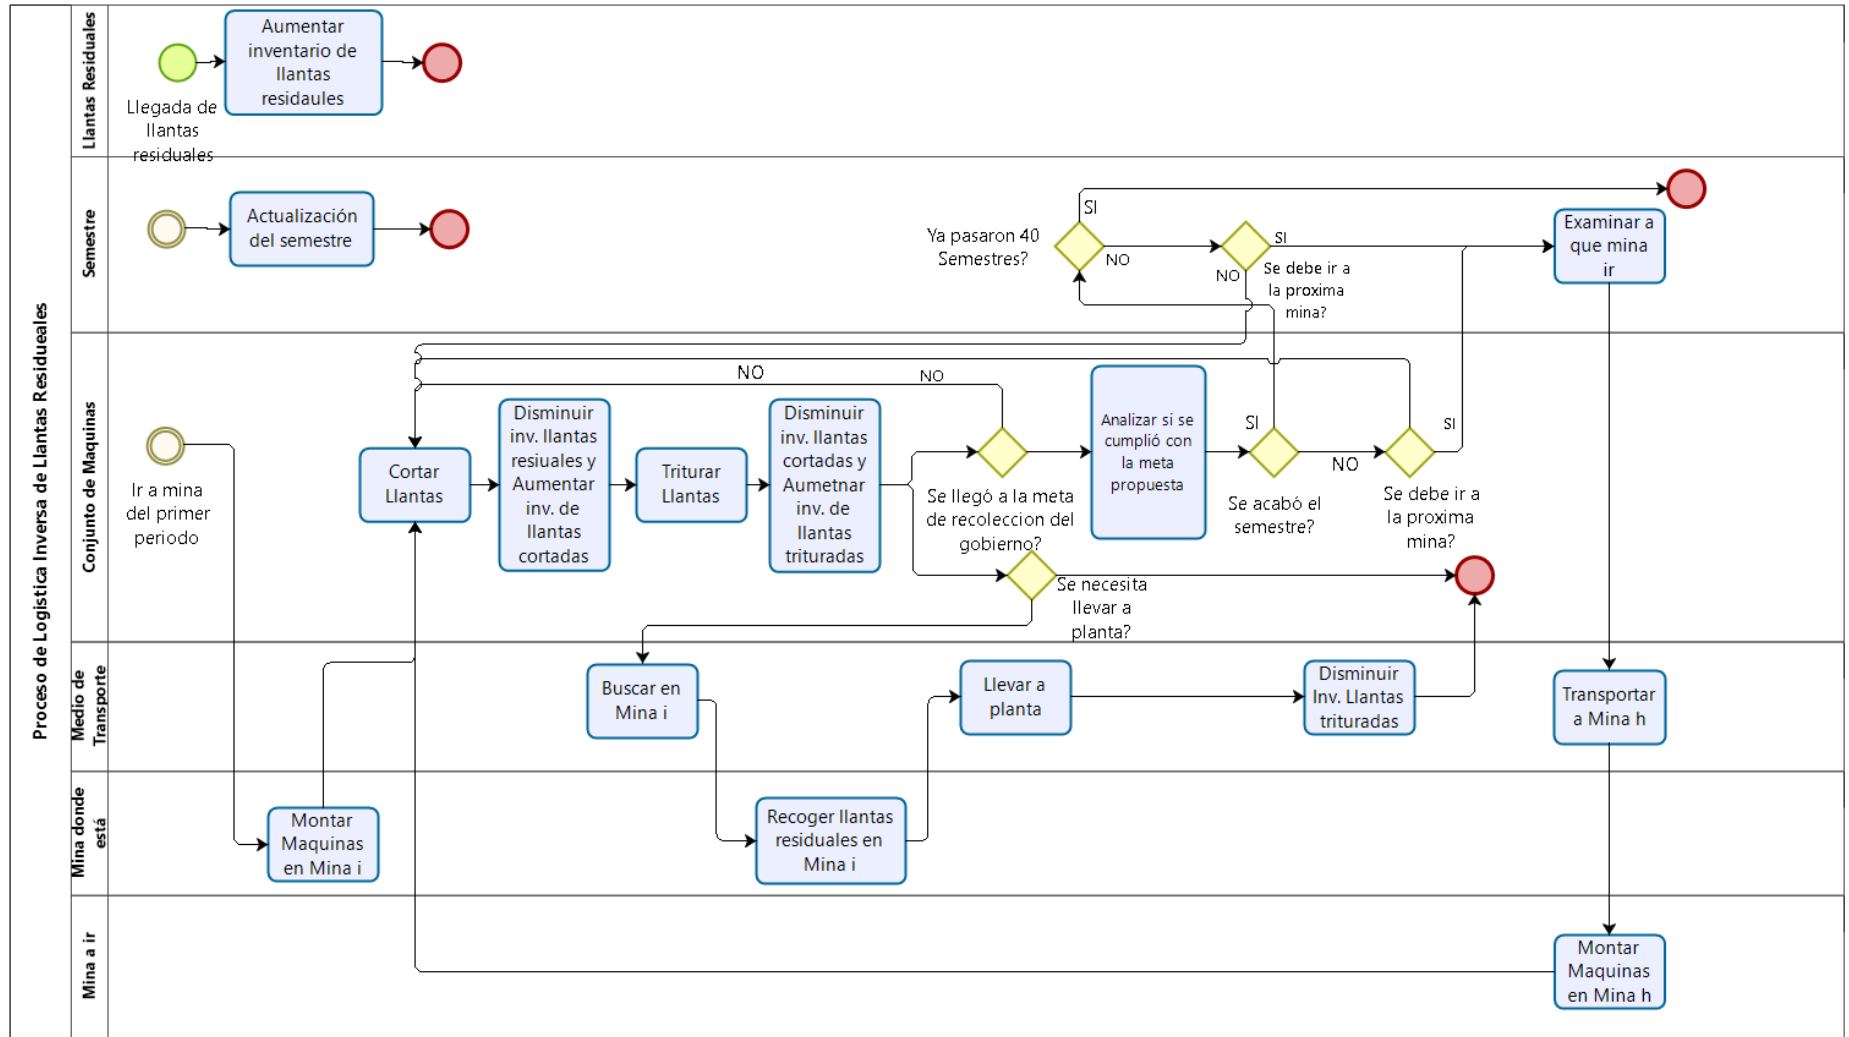 Proceso de Logistica Inversa de Llantas Residueales
Llantas Residuales
Aumentar
inventario de
llantas
residaules
Llegada de
llantas
residuales
Semestre
Actualización
del semestre
Ya pasaron 40
Semestres?
SI
NO
SI
NO
Se debe ir a
la proxima
mina?
Examinar a
que mina
ir
Conjunto de Maquinas
Ir a mina
del primer
periodo
Cortar
Llantas
Disminuir
inv. llantas
resiuales y
Aumentar
inv. de
llantas
cortadas
Triturar
Llantas
Disminuir
inv. llantas
cortadas y
Aumetnar
inv. de
llantas
trituradas
NO
NO
Se llegó a la meta
de recoleccion del
gobierno?
Analizar si se
cumplió con
la meta
propuesta
SI
NO
Se acabó el
semestre?
SI
Se debe ir a
la proxima
mina?
Se necesita
llevar a
planta?
Medio de
Transporte
Buscar en
Mina i
Llevar a
planta
Disminuir
Inv. Llantas
trituradas
Transportar
a Mina h
Mina donde
está
Montar
Maquinas
en Mina i
Recoger llantas
residuales en
Mina i
Mina a ir
Montar
Maquinas
en Mina h